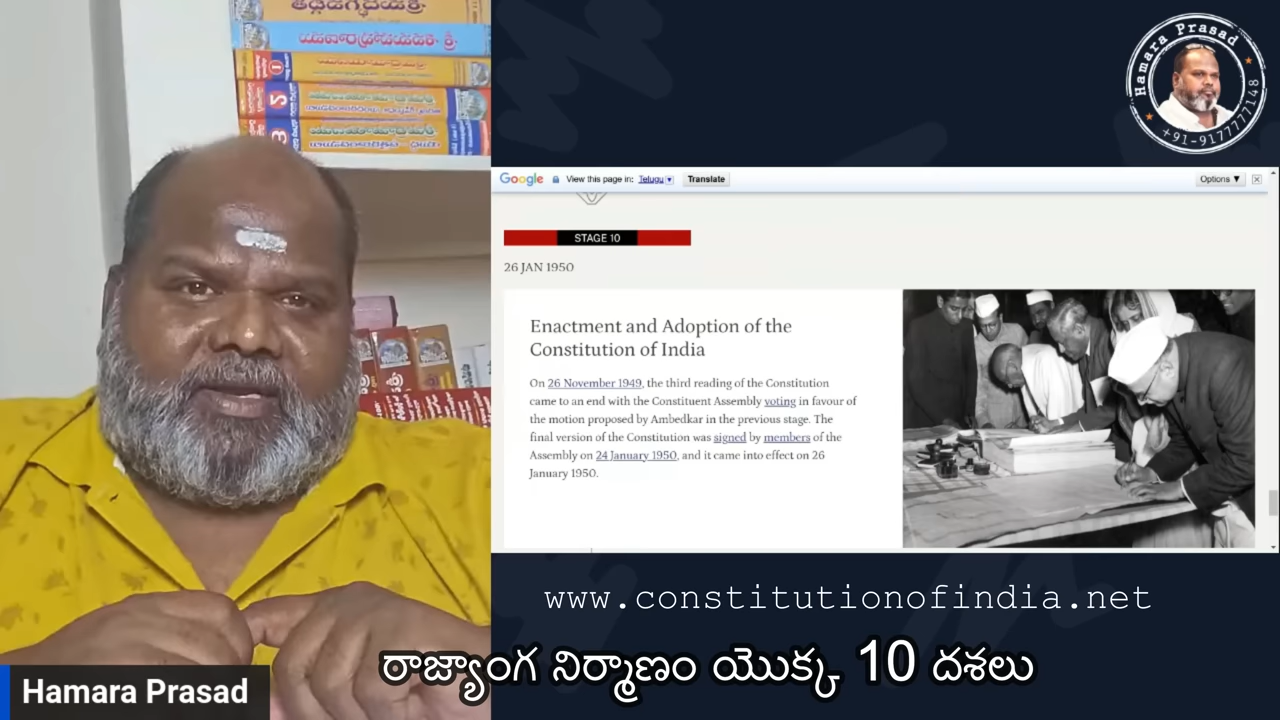 Hamara Prasad
+91-9177777148
Google View this page in: Telugu Translate Options ▼
STAGE 10
26 JAN 1950
Enactment and Adoption of the
Constitution of India
On 26 November 1949, the third reading of the Constitution
came to an end with the Constituent Assembly voting in favour of
the motion proposed by Ambedkar in the previous stage. The
final version of the Constitution was signed by members of the
Assembly on 24 January 1950, and it came into effect on 26
January 1950.
www.constitutionofindia.net
రాజ్యాంగ నిర్మాణం యొక్క 10 దశలు
Hamara Prasad